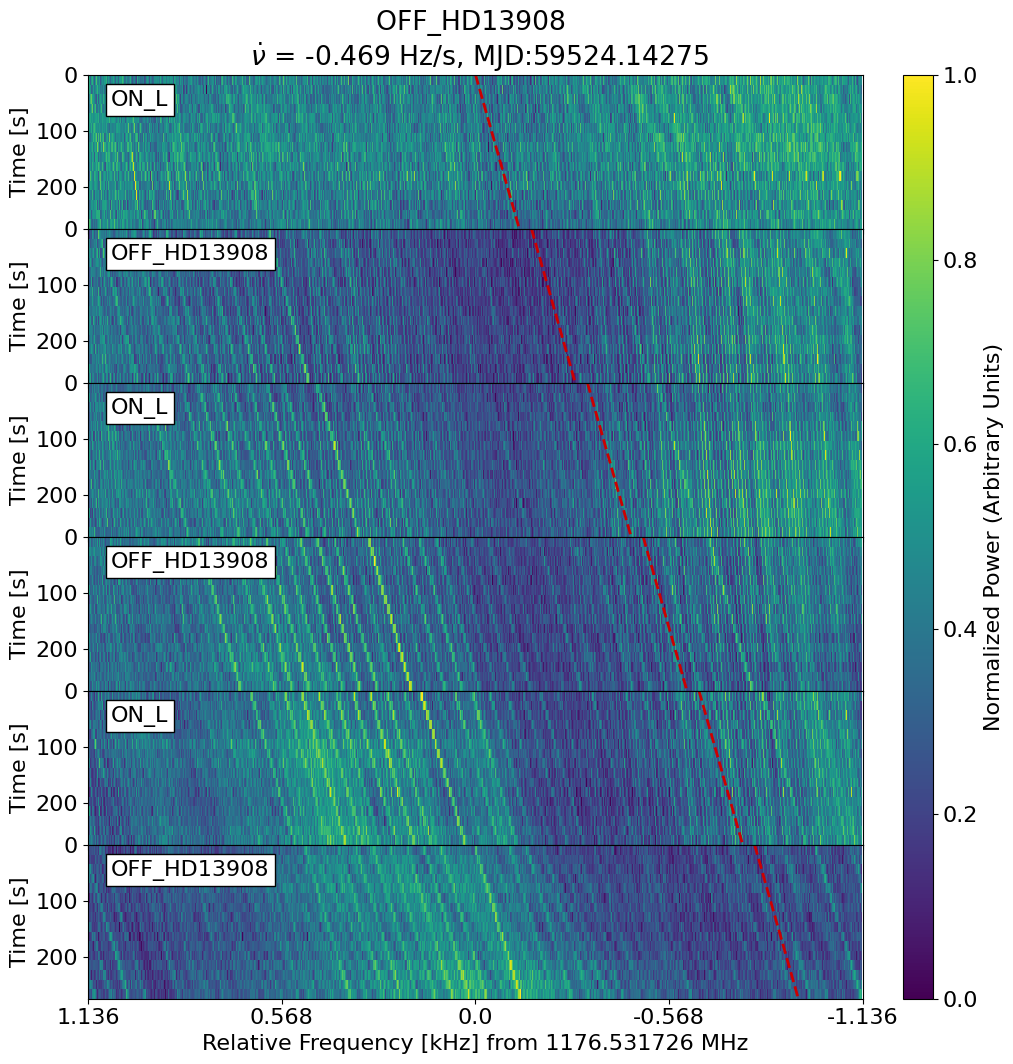 OFF_HD13908
ν̇ = -0.469 Hz/s, MJD:59524.14275
0
ON_L
100
Time [s]
200
0
OFF_HD13908
100
Time [s]
200
0
ON_L
100
Time [s]
200
0
OFF_HD13908
100
Time [s]
200
0
ON_L
100
Time [s]
200
0
OFF_HD13908
100
Time [s]
200
1.136 0.568 0.0 -0.568 -1.136
Relative Frequency [kHz] from 1176.531726 MHz
1.0
0.8
0.6
0.4
0.2
0.0
Normalized Power (Arbitrary Units)